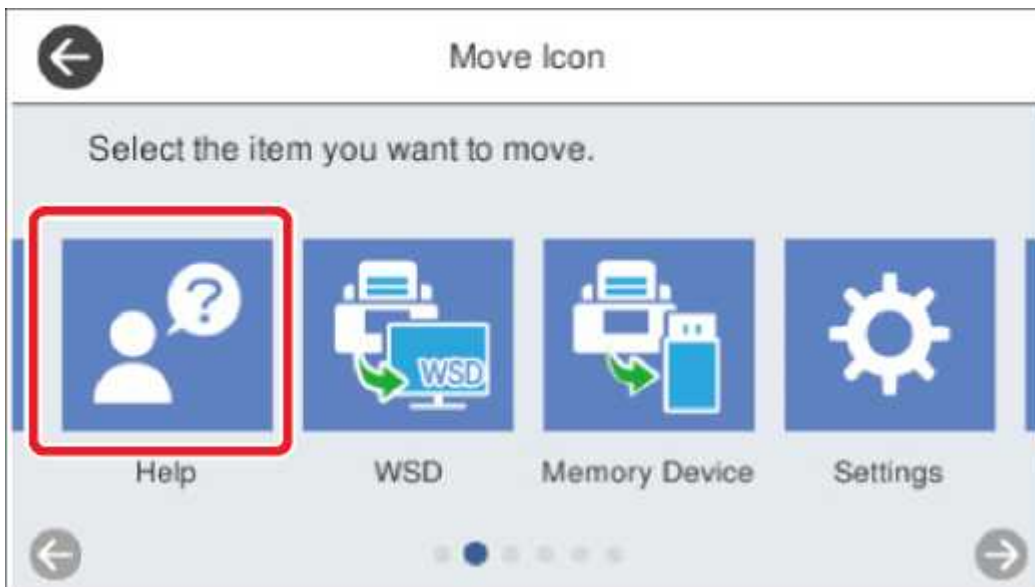 Move Icon
Select the item you want to move.
?
WSD
Help WSD Memory Device Settings